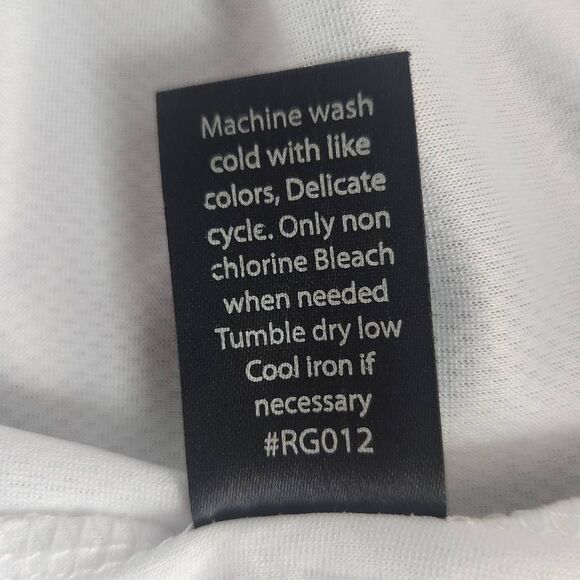 Machine wash
cold with like
colors, Delicate
cycle. Only non
chlorine Bleach
when needed
Tumble dry low
Cool iron if
necessary
#RG012